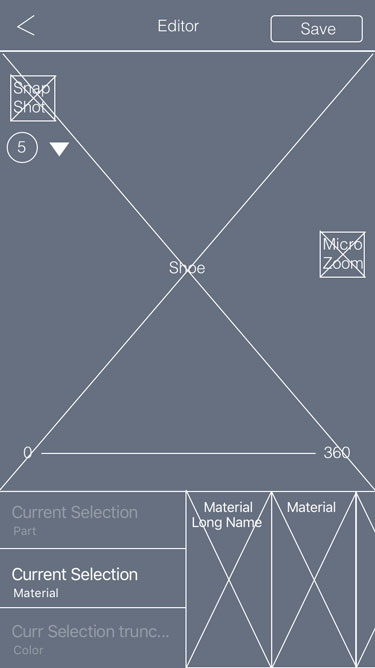 Editor
Save
Snap
Shot
5
Micro
Zoom
Shoe
0
360
Current Selection
Part
Current Selection
Material
Curr Selection trunc...
Color
Material
Long Name
Material